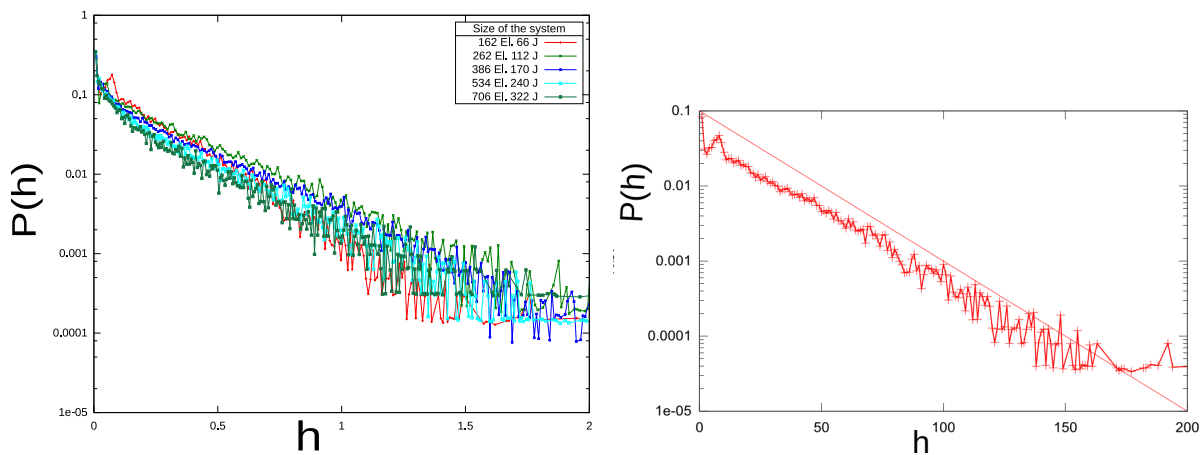 1
0.1
0.01
0.001
0.0001
1e-05
P(h)
0
0.5
1
1.5
2
h
Size of the system
162 El. 66 J
262 El. 112 J
386 El. 170 J
534 El. 240 J
706 El. 322 J
0.1
0.01
0.001
0.0001
1e-05
P(h)
0
50
100
150
200
h